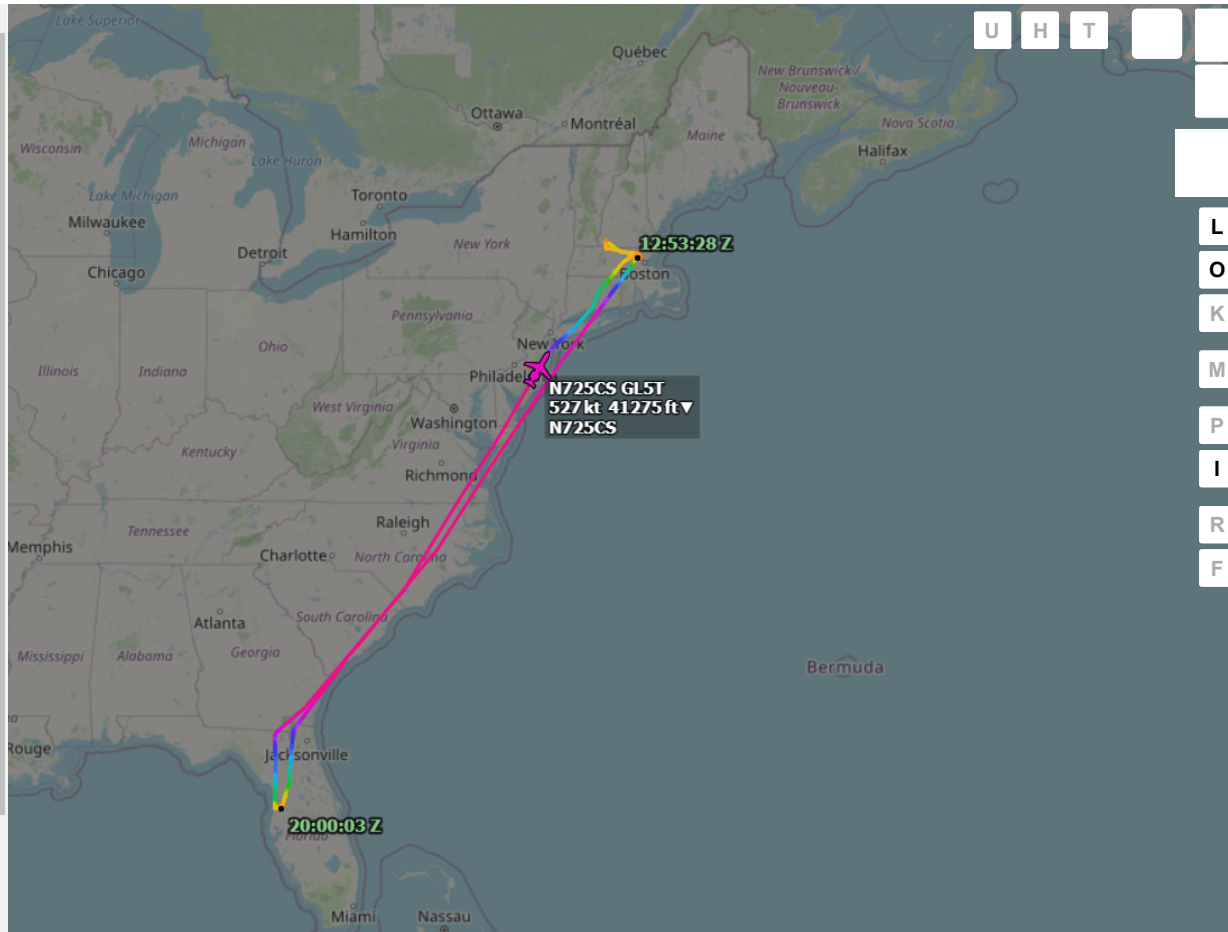 Lake Superior
U H T
Québec
New Brunswick /
Nouveau-
Brunswick
Ottawa
Montréal
Nova Scotia
Maine
Wisconsin
Michigan
Lake Huron
Halifax
Lake Michigan
Toronto
Milwaukee
Hamilton
L
New York
12:53:28 Z
Detroit
Chicago
Boston
O
K
Pennsylvania
New York
Ohio
Illinois
Indiana
Philadel
M
N725CS GL5T
527 kt 41275 ft▼
N725CS
West Virginia
Washington
P
Virginia
Kentucky
Richmond
I
Raleigh
Tennessee
R
Memphis
Charlotte
North Carolina
F
Atlanta
South Carolina
Mississippi
Alabama
Georgia
Bermuda
Rouge
Jacksonville
20:00:03 Z
Florida
Miami
Nassau